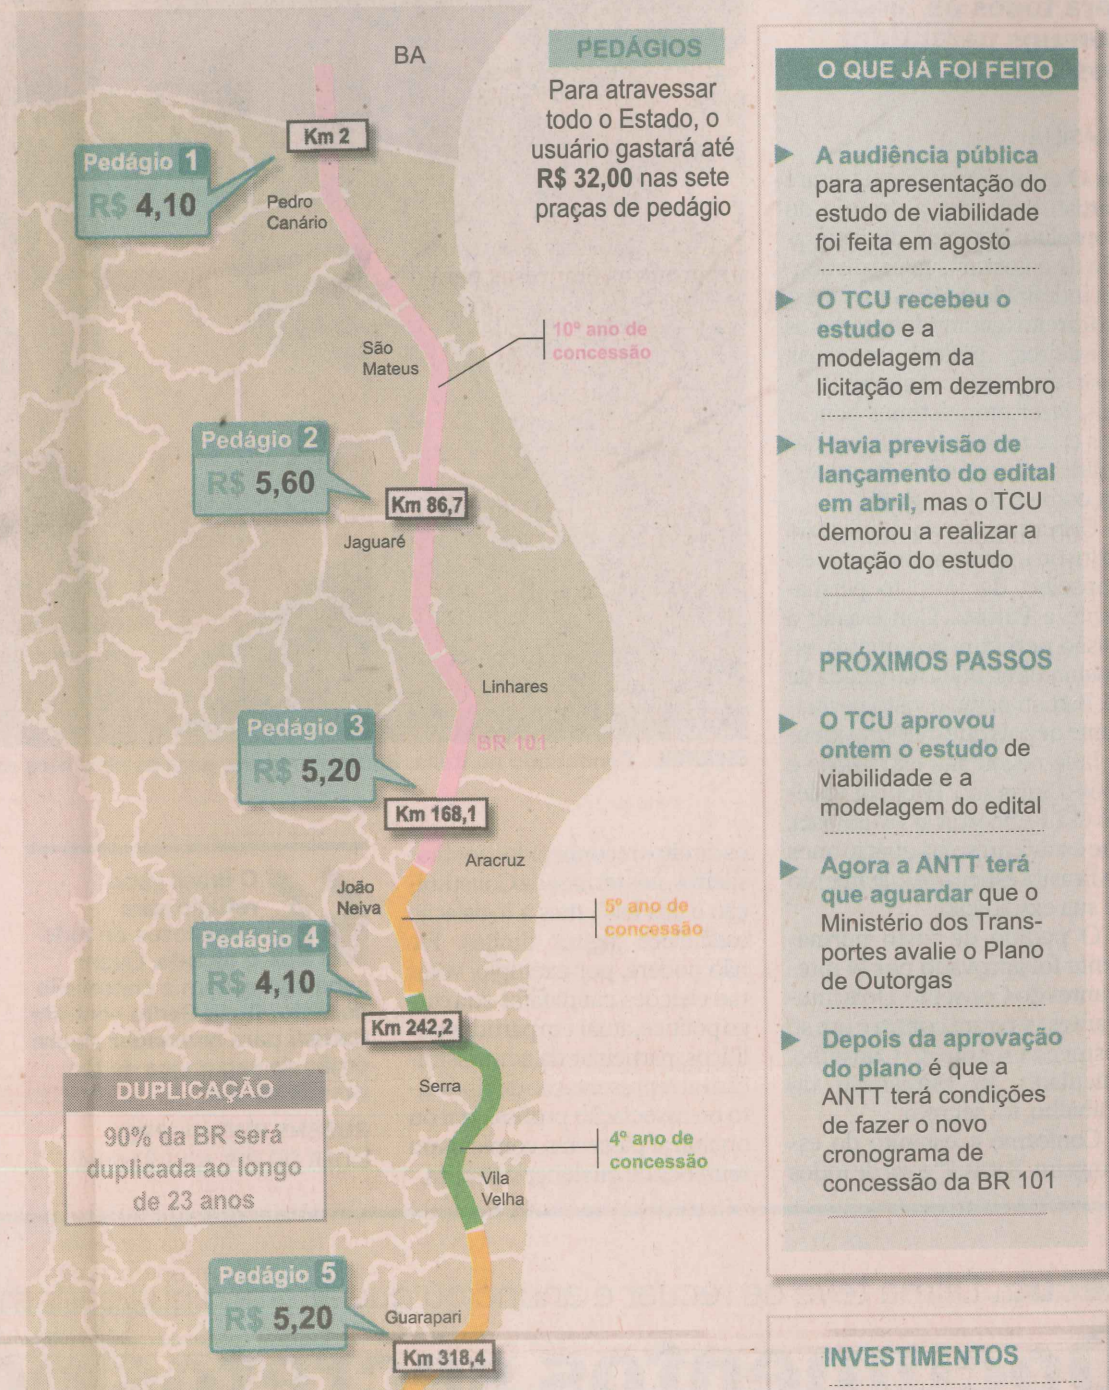 BA
Km 2
Pedágio 1
R$ 4,10
Pedro
Canário
São
Mateus
10º ano de
concessão
Pedágio 2
R$ 5,60
Km 86,7
Jaguaré
Linhares
Pedágio 3
R$ 5,20
BR 101
Km 168,1
Aracruz
João
Neiva
5º ano de
concessão
Pedágio 4
R$ 4,10
Km 242,2
Serra
DUPLICAÇÃO
90% da BR será
duplicada ao longo
de 23 anos
4º ano de
concessão
Vila
Velha
Pedágio 5
R$ 5,20
Guarapari
Km 318,4
PEDÁGIOS
Para atravessar
todo o Estado, o
usuário gastará até
R$ 32,00 nas sete
praças de pedágio
O QUE JÁ FOI FEITO
A audiência pública
para apresentação do
estudo de viabilidade
foi feita em agosto
O TCU recebeu o
estudo e a
modelagem da
licitação em dezembro
Havia previsão de
lançamento do edital
em abril, mas o TCU
demorou a realizar a
votação do estudo
PRÓXIMOS PASSOS
O TCU aprovou
ontem o estudo de
viabilidade e a
modelagem do edital
Agora a ANTT terá
que aguardar que o
Ministério dos Trans-
portes avalie o Plano
de Outorgas
Depois da aprovação
do plano é que a
ANTT terá condições
de fazer o novo
cronograma de
concessão da BR 101
INVESTIMENTOS